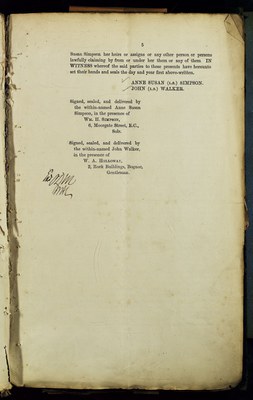 5
Susan Simpson her heirs or assigns or any other person or persons
lawfully claiming by from or under her them or any of them IN
WITNESS whereof the said parties to these presents have hereunto
set their hands and seals the day and year first above-written.
ANNE SUSAN (L.S.) SIMPSON.
JOHN (L.S.) WALKER.
Signed, sealed, and delivered by
the within-named Anne Susan
Simpson, in the presence of
WM. H. SIMPSON,
6, Moorgate Street, E.C.,
Solr.
Signed, sealed, and delivered by
the within-named John Walker,
in the presence of
W. A. HOLLOWAY,
2, Rock Buildings, Bognor,
Gentleman.